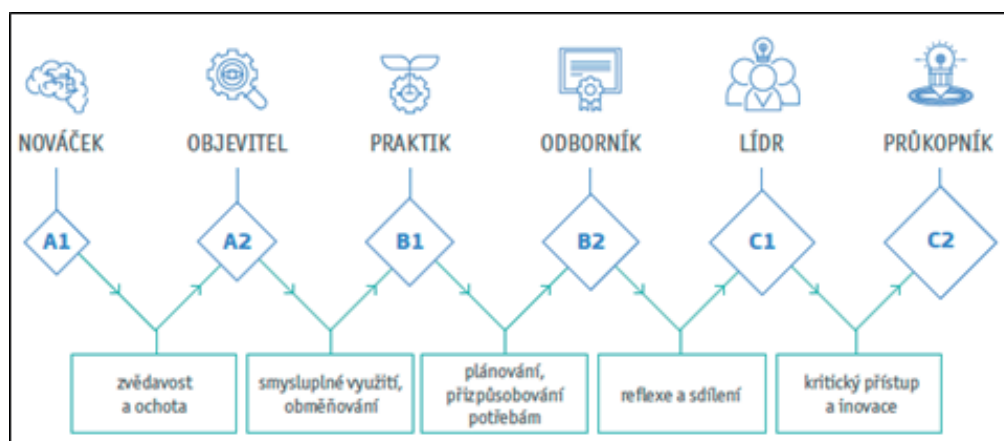 NOVÁČEK OBJEVITEL PRAKTIK ODBORNÍK LÍDR PRŮKOPNÍK
A1 A2 B1 B2 C1 C2
zvědavost
a ochota
smysluplné využití,
obměňování
plánování,
přizpůsobování
potřebám
reflexe a sdílení
kritický přístup
a inovace